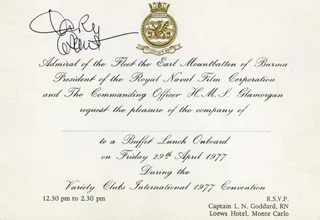 Admiral of the Fleet the Earl Mountbatten of Burma
President of the Royal Naval Film Corporation
and The Commanding Officer H.M.S. Glamorgan
request the pleasure of the company of
to a Buffet Lunch Onboard
on Friday 29th April 1977
During the
Variety Clubs International 1977 Convention
12.30 pm to 2.30 pm
R.S.V.P.
Captain L. N. Goddard, RN
Loews Hotel, Monte Carlo